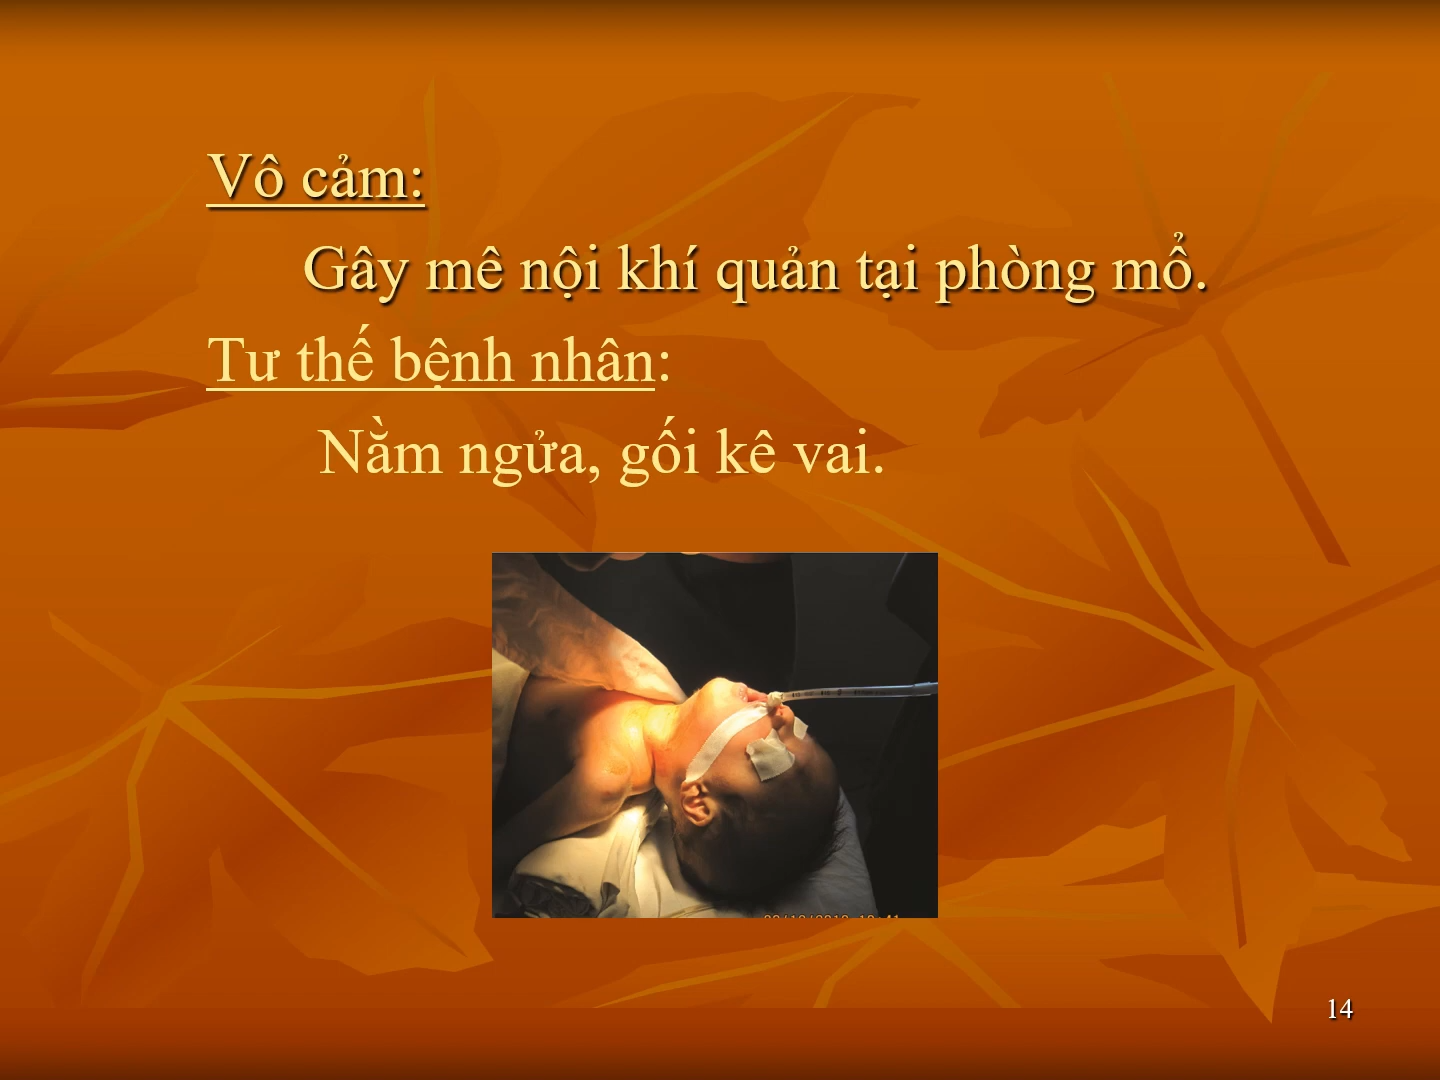 Vô cảm:
Gây mê nội khí quản tại phòng mổ.
Tư thế bệnh nhân:
Nằm ngửa, gối kê vai.
14